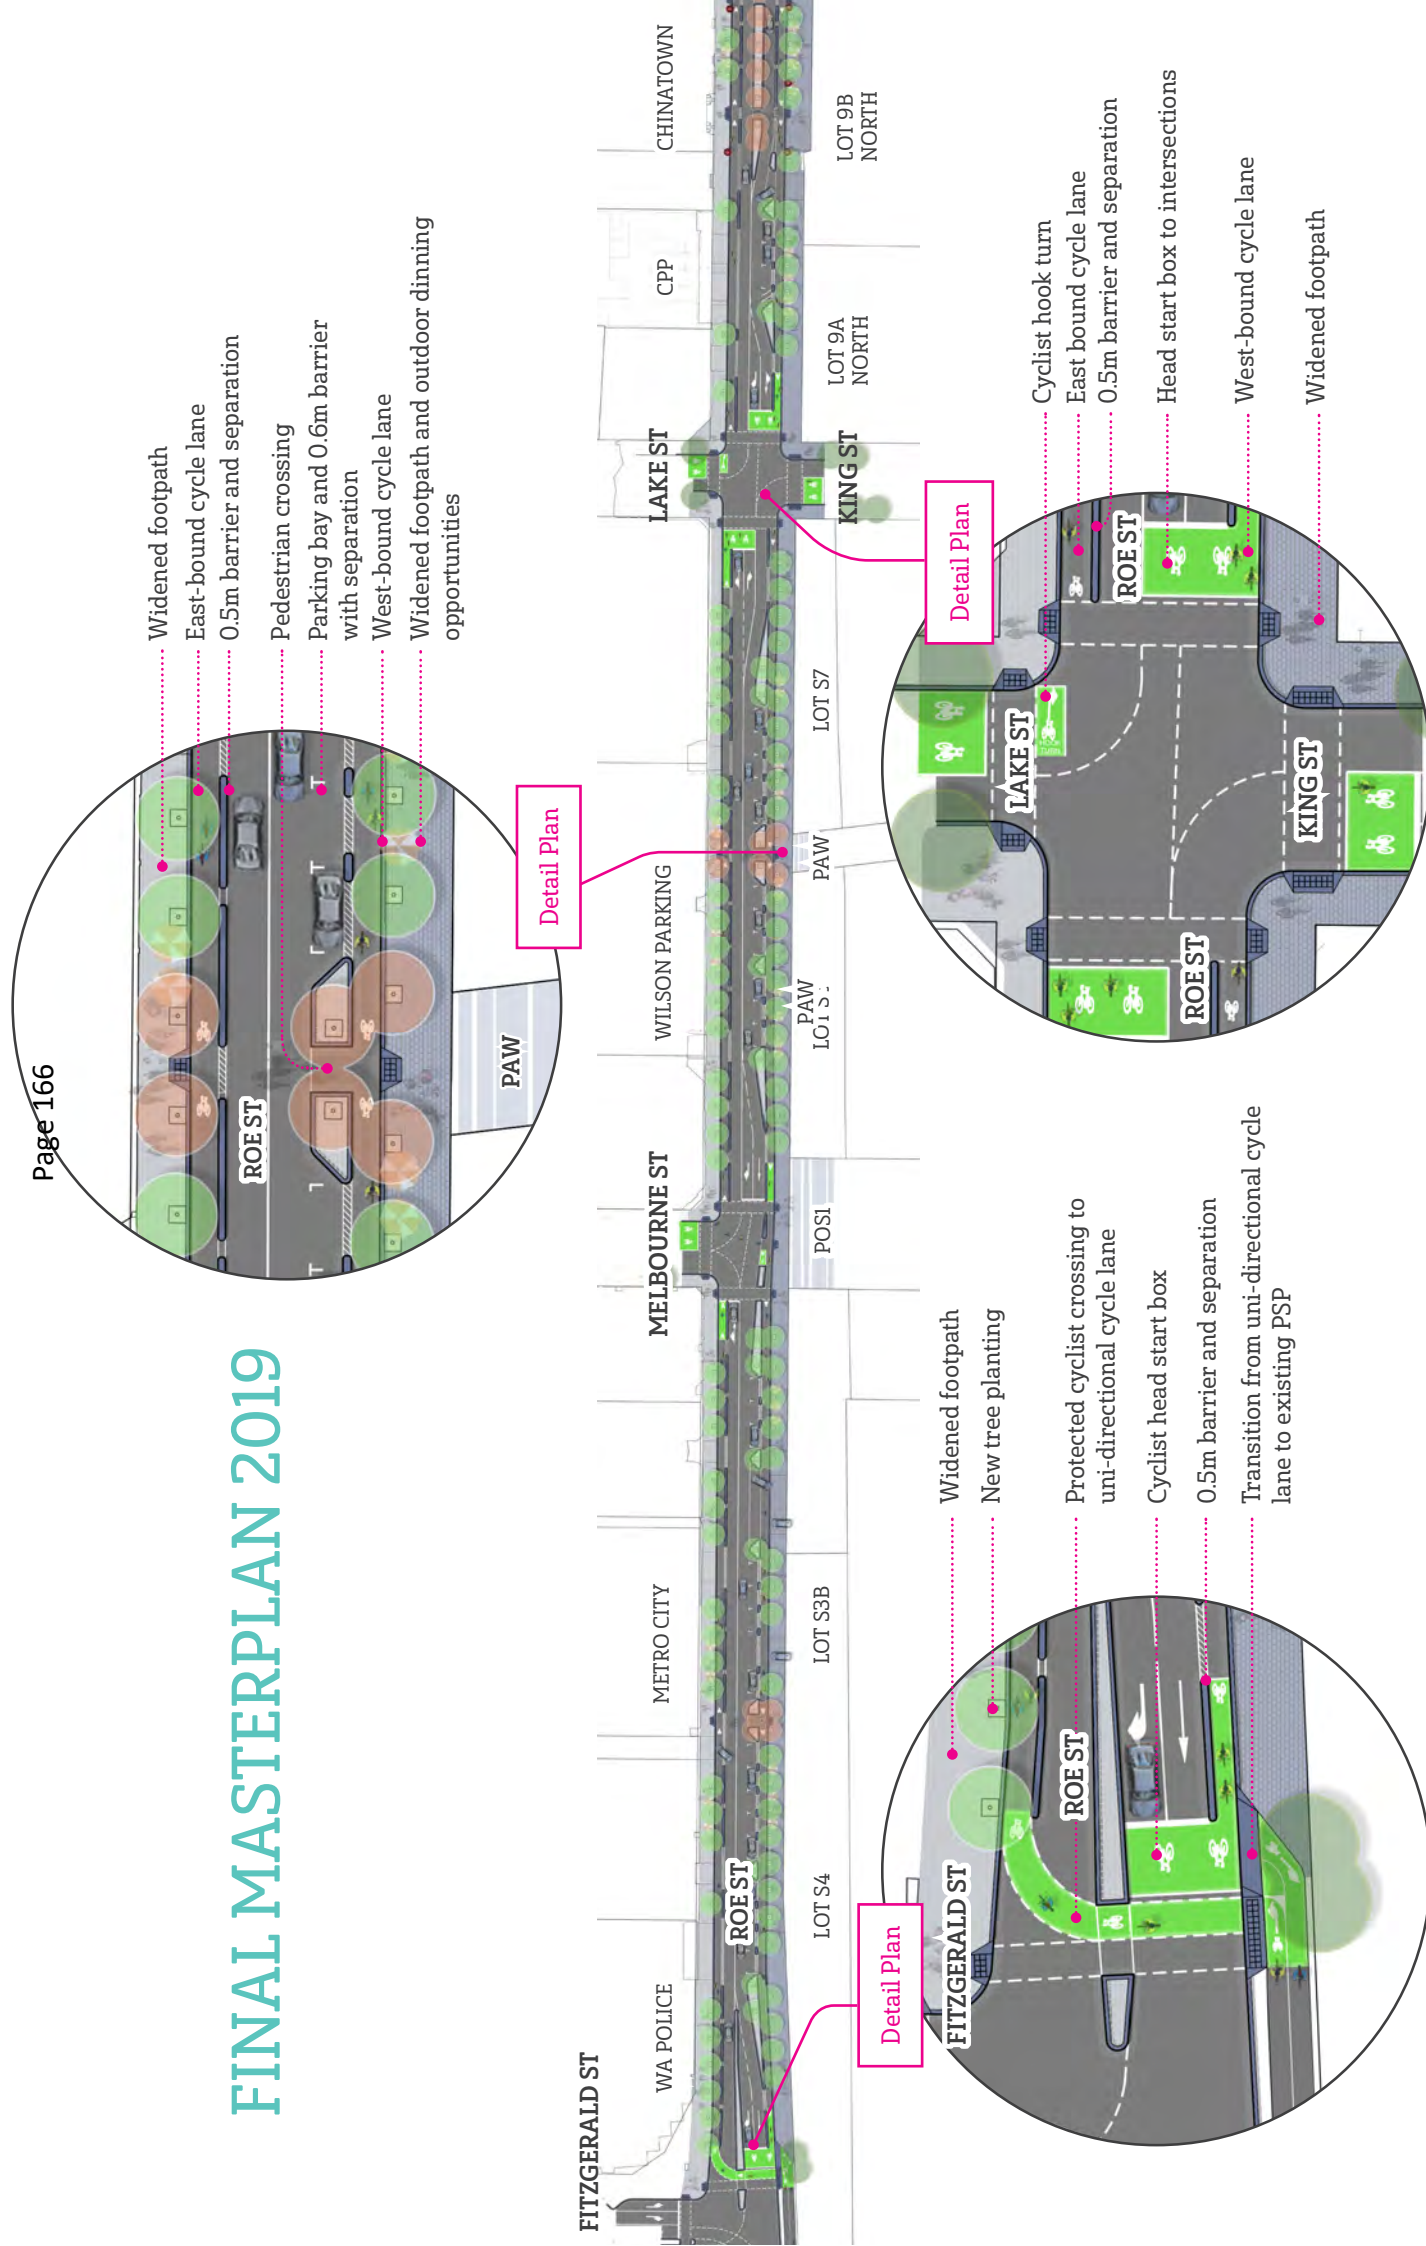 Page 166
FINAL MASTERPLAN 2019
Widened footpath
East-bound cycle lane
0.5m barrier and separation
Pedestrian crossing
Parking bay and 0.6m barrier
with separation
West-bound cycle lane
Widened footpath and outdoor dinning
opportunities
ROE ST
PAW
Detail Plan
FITZGERALD ST
WA POLICE
METRO CITY
MELBOURNE ST
WILSON PARKING
LAKE ST
CPP
CHINATOWN
ROE ST
LOT S4
LOT S3B
POS1
PAW
PAW
LOT S7
KING ST
LOT 9A
NORTH
LOT 9B
NORTH
Detail Plan
FITZGERALD ST
ROE ST
Widened footpath
New tree planting
Protected cyclist crossing to
uni-directional cycle lane
Cyclist head start box
0.5m barrier and separation
Transition from uni-directional cycle
lane to existing PSP
Detail Plan
LAKE ST
ROE ST
ROE ST
KING ST
HOOK
TURN
Cyclist hook turn
East bound cycle lane
0.5m barrier and separation
Head start box to intersections
West-bound cycle lane
Widened footpath